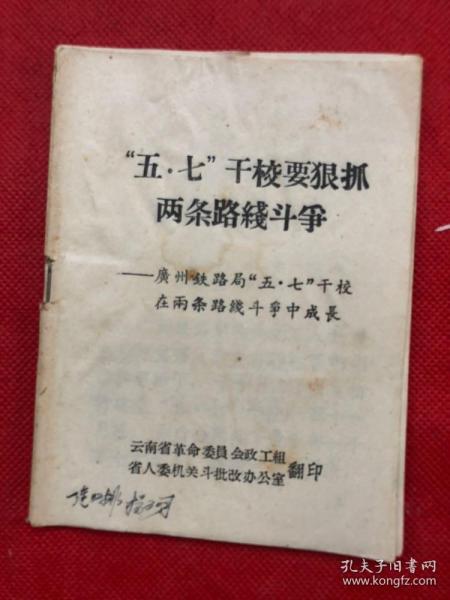 “五·七”干校要狠抓
两条路綫斗爭
——廣州铁路局“五·七”干校
在兩条路綫斗爭中成長
云南省革命委員会政工組
省人委机关斗批改办公室 翻印
孔夫子旧书网
www.kongfz.com